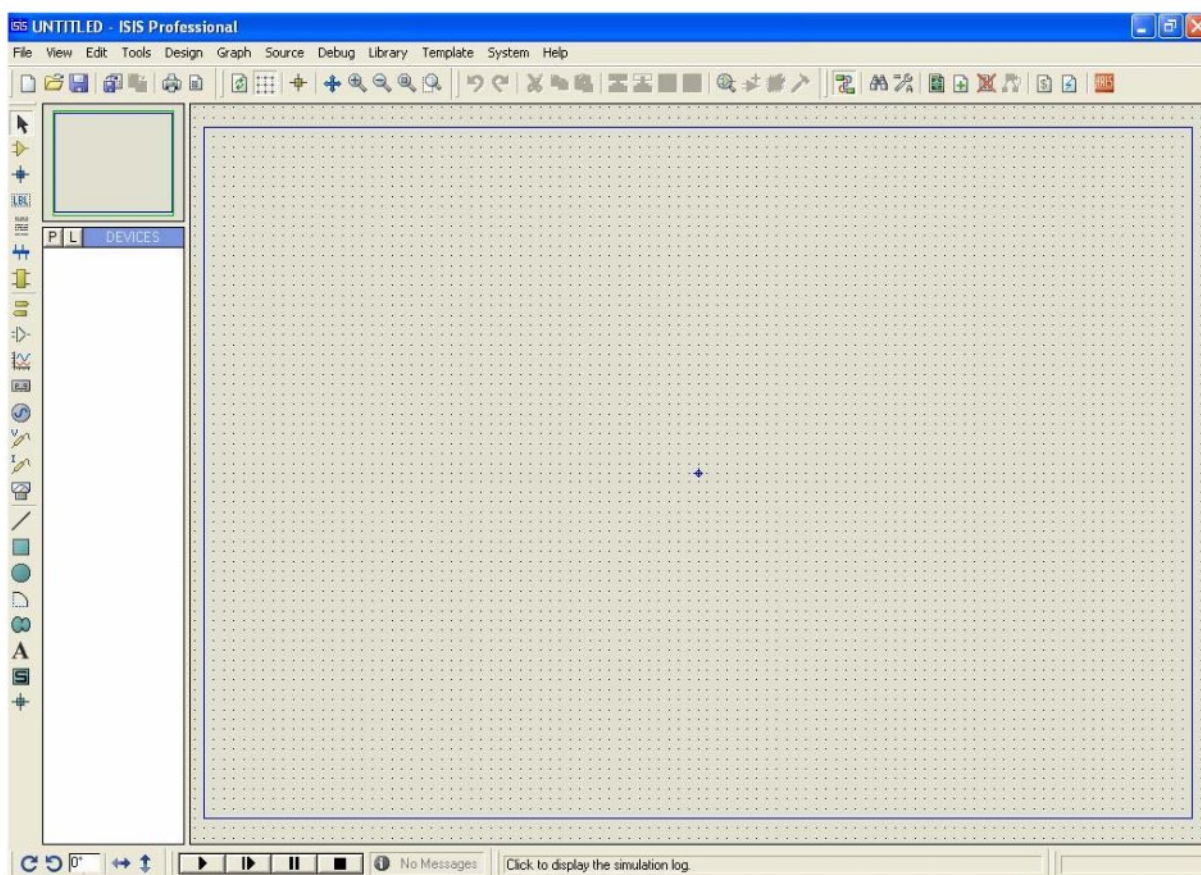 ISIS UNTITLED - ISIS Professional
File View Edit Tools Design Graph Source Debug Library Template System Help
LBL
P L DEVICES
V
I
A
S
0°
No Messages
Click to display the simulation log.